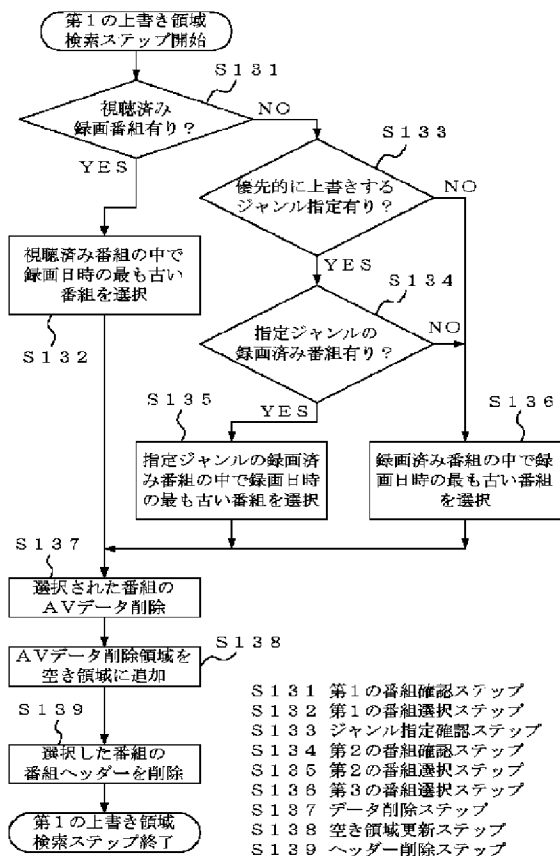 第１の上書き領域
検索ステップ開始
Ｓ１３１
視聴済み
録画番組有り？
ＮＯ
ＹＥＳ
Ｓ１３３
優先的に上書きする
ジャンル指定有り？
ＮＯ
ＹＥＳ
視聴済み番組の中で
録画日時の最も古い
番組を選択
Ｓ１３２
Ｓ１３４
指定ジャンルの
録画済み番組有り？
ＮＯ
ＹＥＳ
Ｓ１３５
指定ジャンルの録画済
み番組の中で録画日時
の最も古い番組を選択
Ｓ１３６
録画済み番組の中で録
画日時の最も古い番組
を選択
Ｓ１３７
選択された番組の
ＡＶデータ削除
Ｓ１３８
ＡＶデータ削除領域を
空き領域に追加
Ｓ１３９
選択した番組の
番組ヘッダーを削除
第１の上書き領域
検索ステップ終了
Ｓ１３１ 第１の番組確認ステップ
Ｓ１３２ 第１の番組選択ステップ
Ｓ１３３ ジャンル指定確認ステップ
Ｓ１３４ 第２の番組確認ステップ
Ｓ１３５ 第２の番組選択ステップ
Ｓ１３６ 第３の番組選択ステップ
Ｓ１３７ データ削除ステップ
Ｓ１３８ 空き領域更新ステップ
Ｓ１３９ ヘッダー削除ステップ